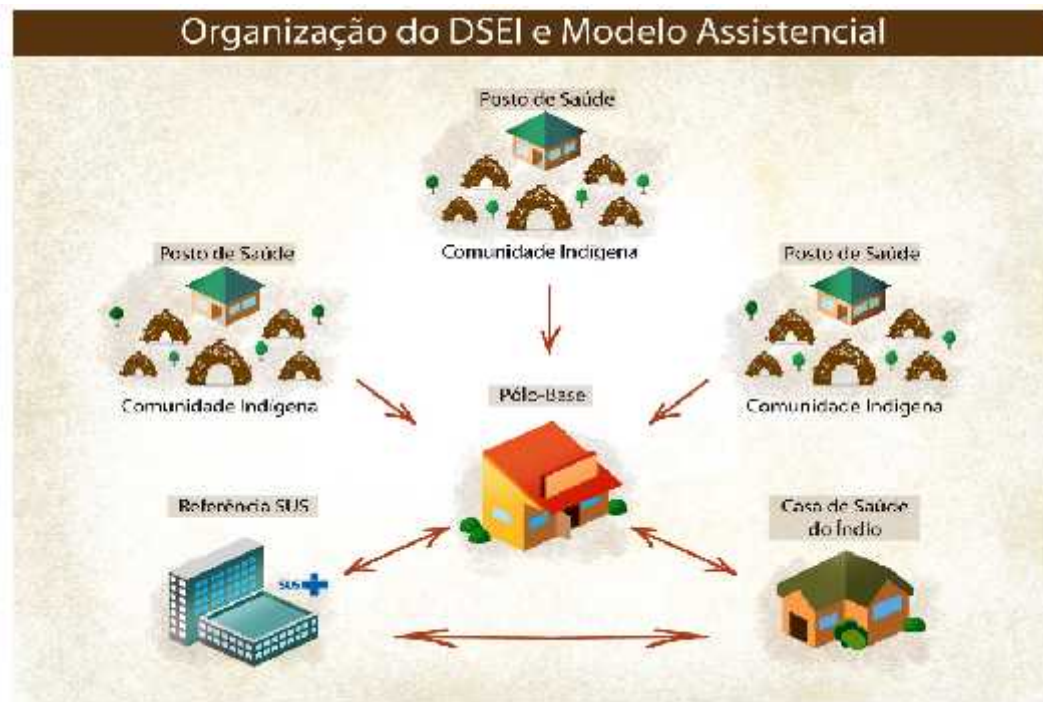 Organização do DSEI e Modelo Assistencial
Posto de Saúde
Comunidade Indígena
Posto de Saúde
Comunidade Indígena
Posto de Saúde
Comunidade Indígena
Pólo-Base
Referência SUS
SUS
Casa de Saúde
do Índio